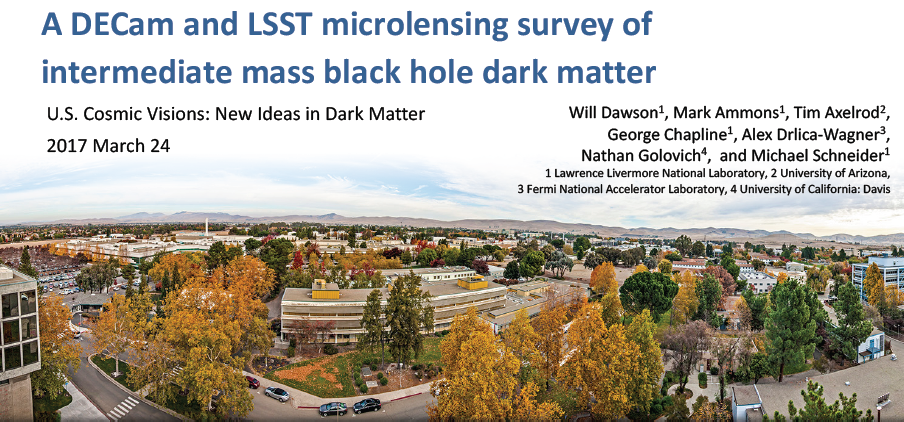 A DECam and LSST microlensing survey of
intermediate mass black hole dark matter
U.S. Cosmic Visions: New Ideas in Dark Matter
2017 March 24
Will Dawson¹, Mark Ammons¹, Tim Axelrod²,
George Chapline¹, Alex Drlica-Wagner³,
Nathan Golovich⁴, and Michael Schneider¹
1 Lawrence Livermore National Laboratory, 2 University of Arizona,
3 Fermi National Accelerator Laboratory, 4 University of California: Davis